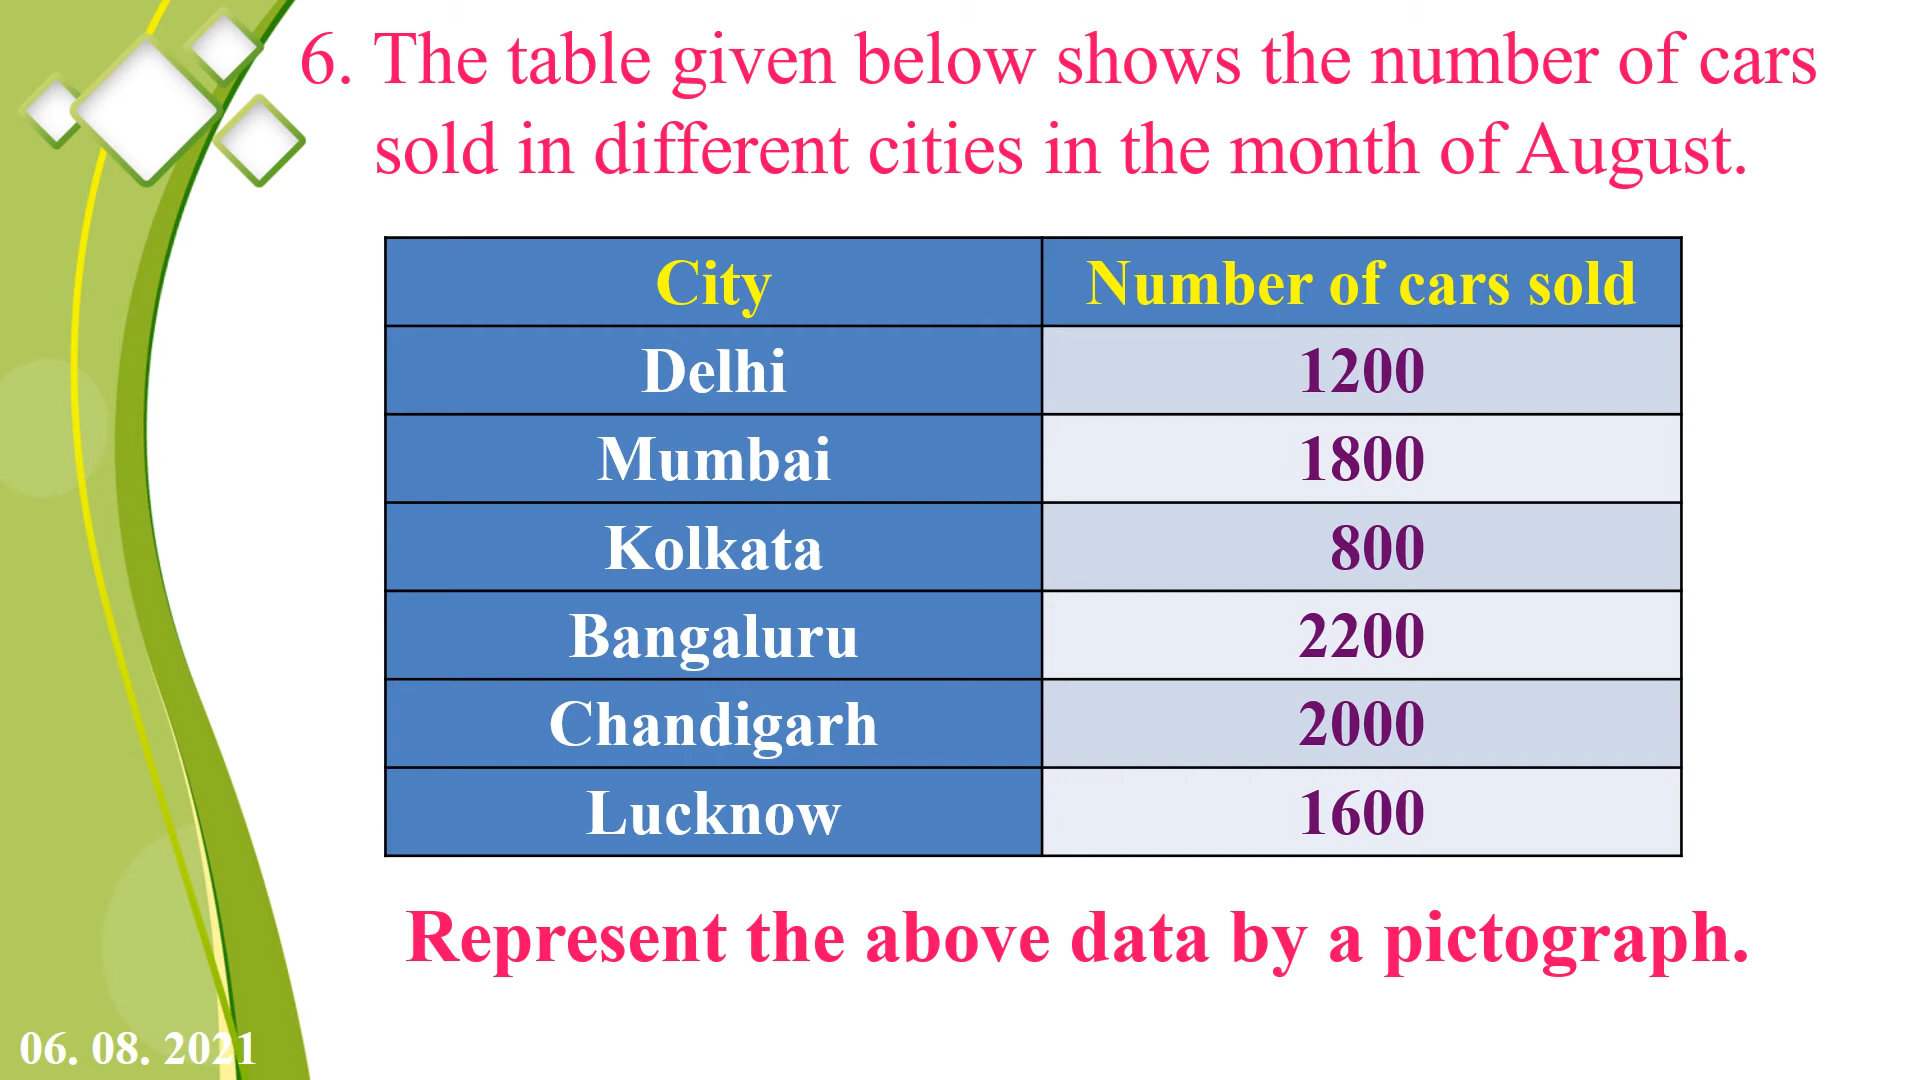 6. The table given below shows the number of cars
sold in different cities in the month of August.
City Number of cars sold
Delhi 1200
Mumbai 1800
Kolkata 800
Bangaluru 2200
Chandigarh 2000
Lucknow 1600
Represent the above data by a pictograph.
06. 08. 2021